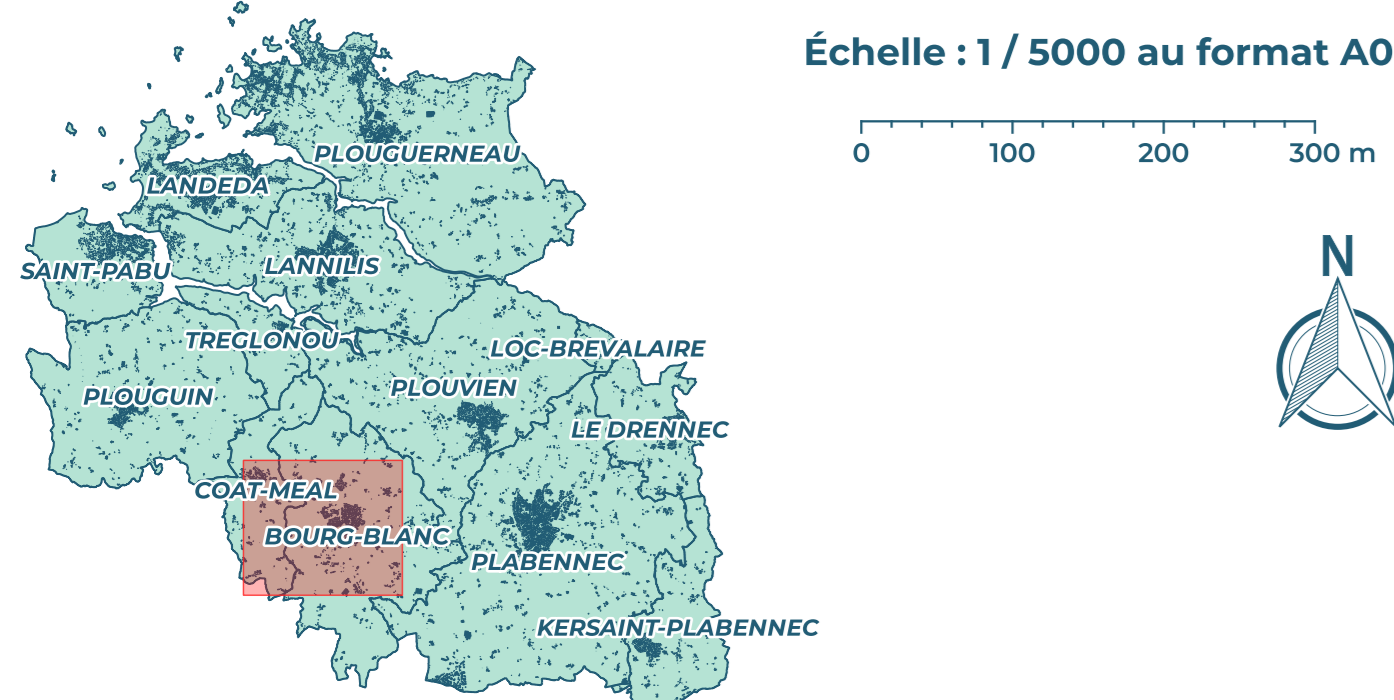 Échelle : 1 / 5000 au format A0
0 100 200 300 m
N
PLOUGUERNEAU
LANDEDA
SAINT-PABU
LANNILIS
TREGLONOU
LOC-BREVALAIRE
PLOUGUIN
PLOUVIEN
LE DRENNEC
COAT-MEAL
BOURG-BLANC
PLABENNEC
KERSAINT-PLABENNEC